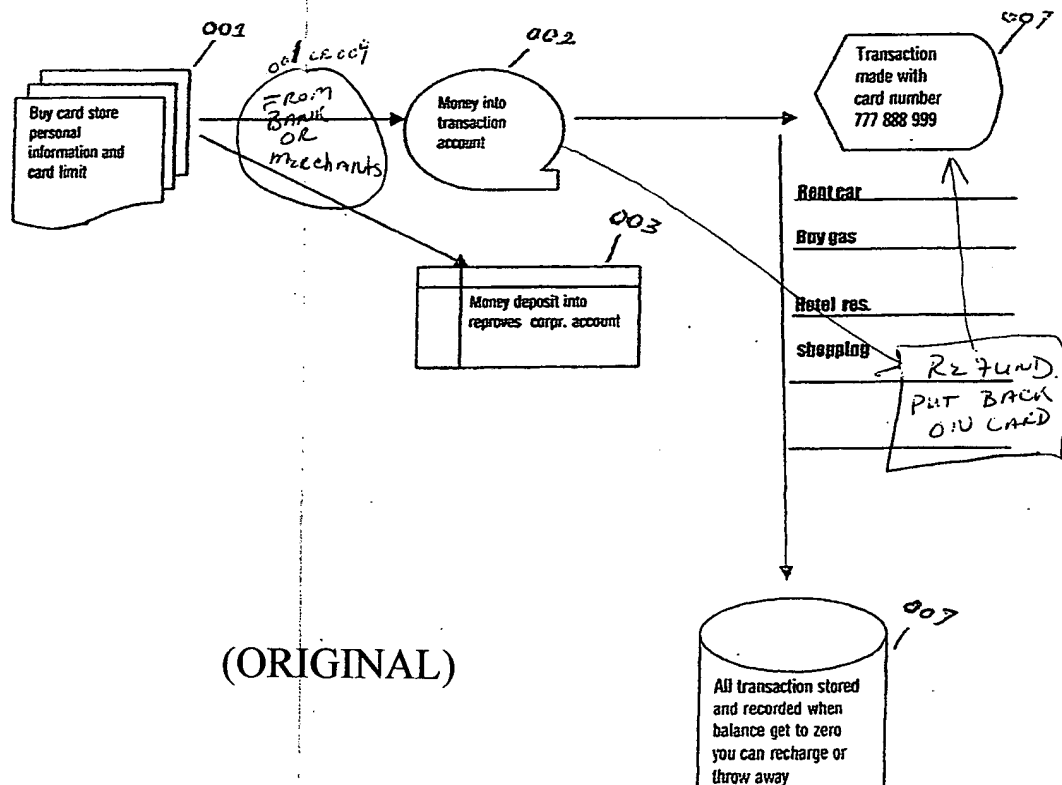 001
002
007
Buy card store
personal
information and
card limit
FROM
BANK
OR
MERCHANTS
Money into
transaction
account
Transaction
made with
card number
777 888 999
003
Money deposit into
reproves corpr. account
Rent car
Buy gas
Hotel res.
shopping
REFUND.
PUT BACK
ON CARD
007
(ORIGINAL)
All transaction stored
and recorded when
balance get to zero
you can recharge or
throw away